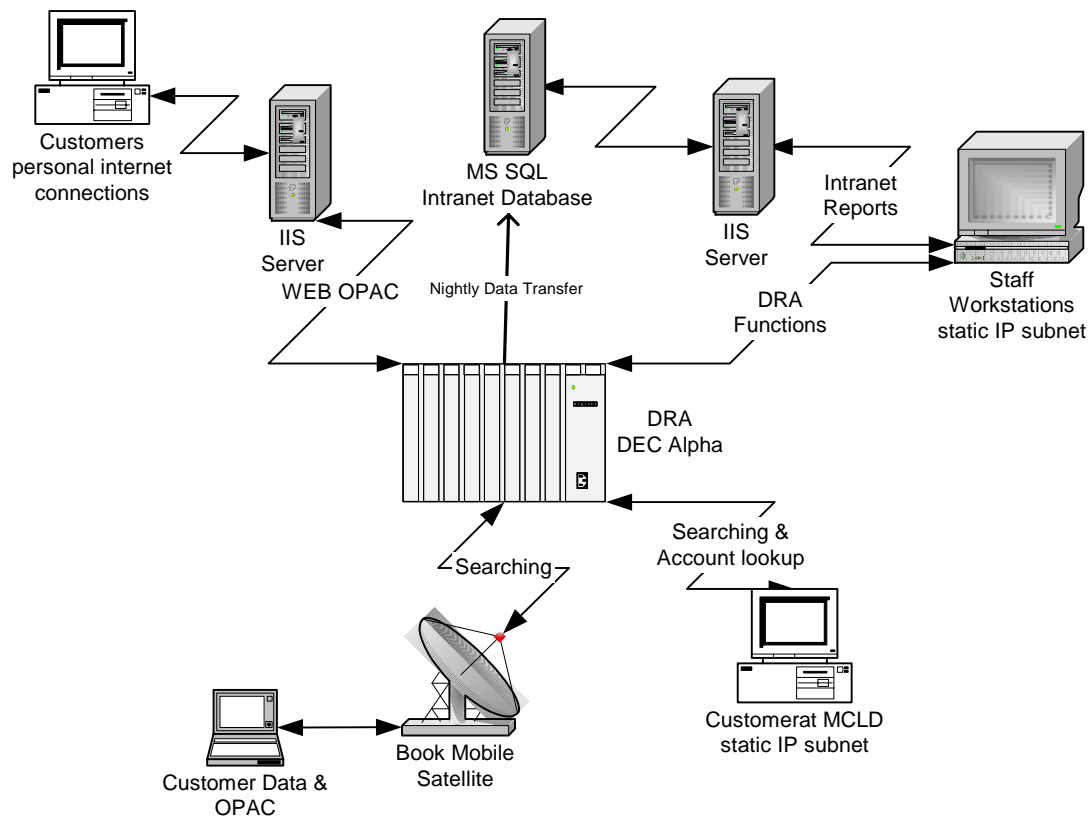 Customers
personal internet
connections
IIS
Server
WEB OPAC
MS SQL
Intranet Database
Nightly Data Transfer
IIS
Server
Intranet
Reports
Staff
Workstations
static IP subnet
DRA
Functions
DRA
DEC Alpha
Searching
Searching &
Account lookup
Customerat MCLD
static IP subnet
Book Mobile
Satellite
Customer Data &
OPAC